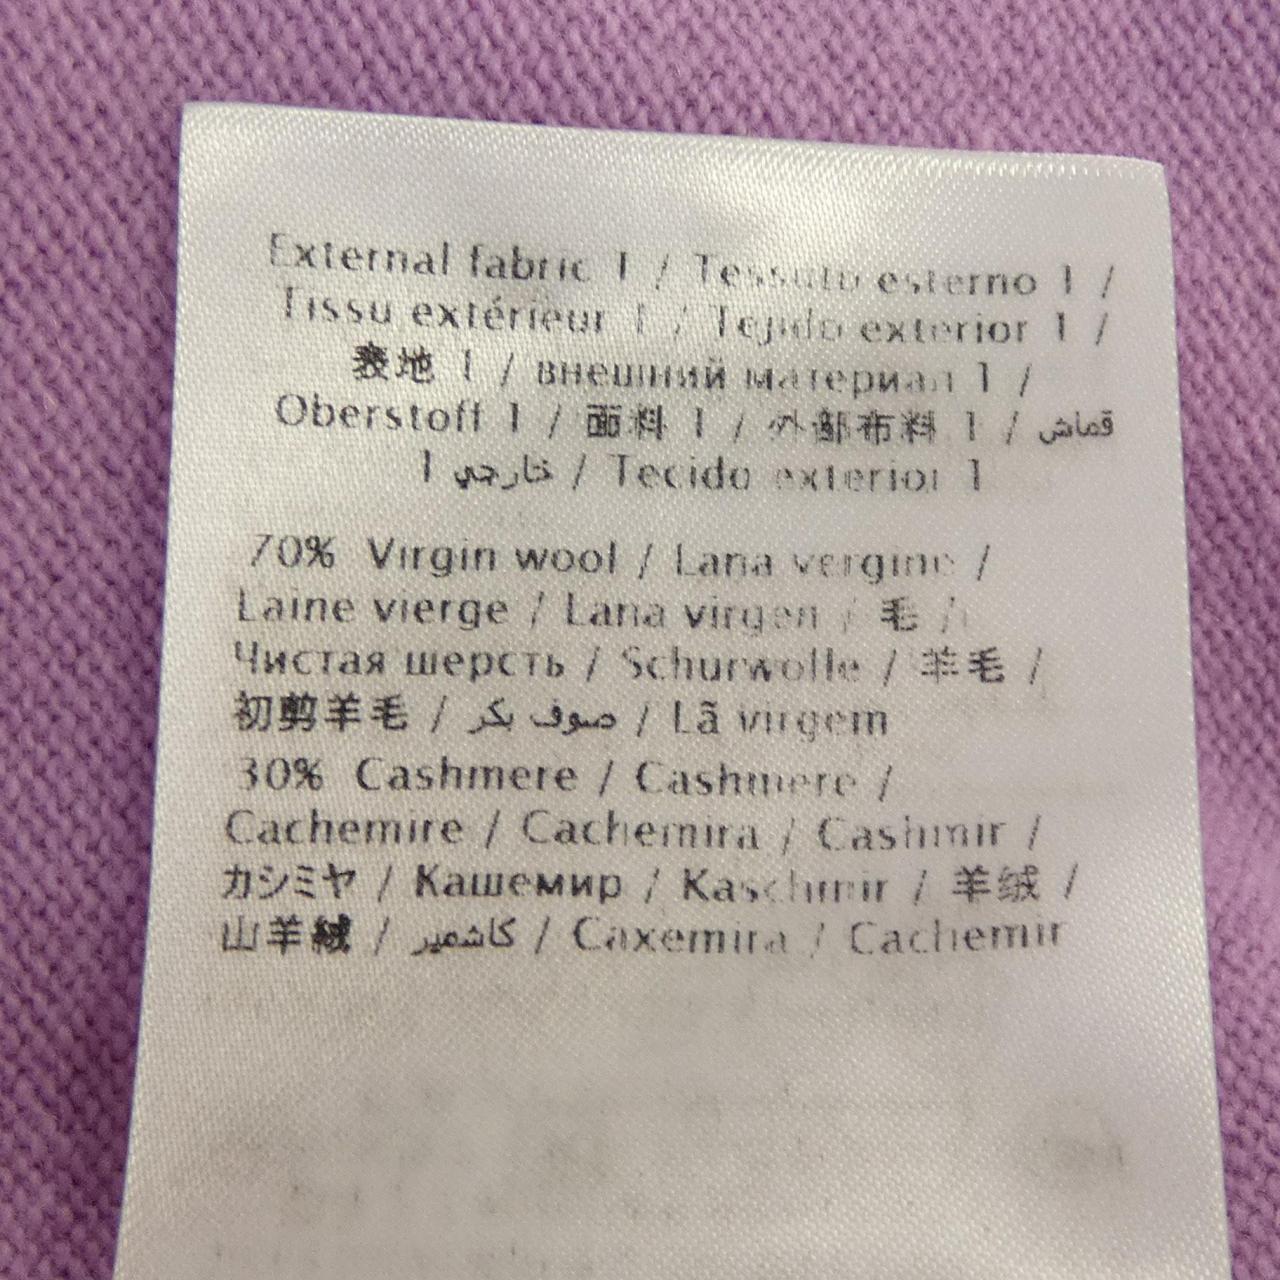 External fabric 1 / Tessuto esterno 1 /
Tissu extérieur 1 / Tejido exterior 1 /
表地 1 / внешний материал 1 /
Oberstoff 1 / 面料 1 / 外部布料 1 / قماش
خارجي 1 / Tecido exterior 1
70% Virgin wool / Lana vergine /
Laine vierge / Lana virgen / 毛 /
Чистая шерсть / Schurwolle / 羊毛 /
初剪羊毛 / صوف بكر / Lã virgem
30% Cashmere / Cashmere /
Cachemire / Cachemira / Cashmir /
カシミヤ / Кашемир / Kaschmir / 羊绒 /
山羊絨 / كاشمير / Caxemira / Cachemir